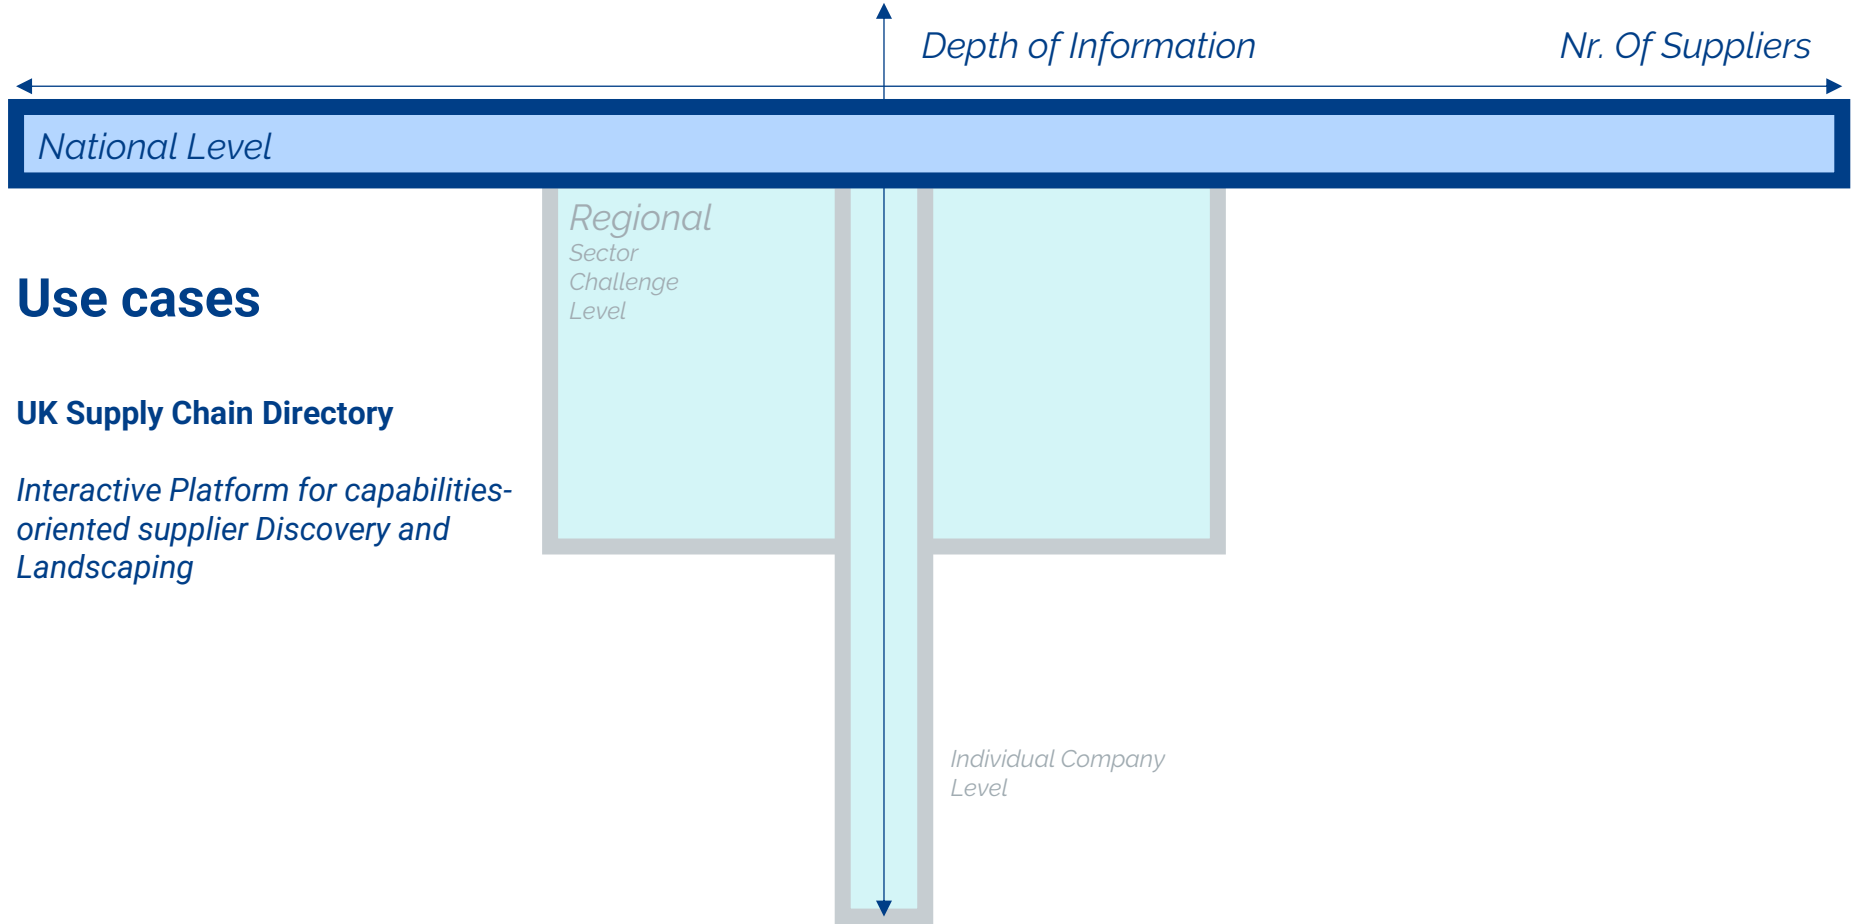 Depth of Information
Nr. Of Suppliers
National Level
Regional
Sector
Challenge
Level
Use cases
UK Supply Chain Directory
Interactive Platform for capabilities-
oriented supplier Discovery and
Landscaping
Individual Company
Level